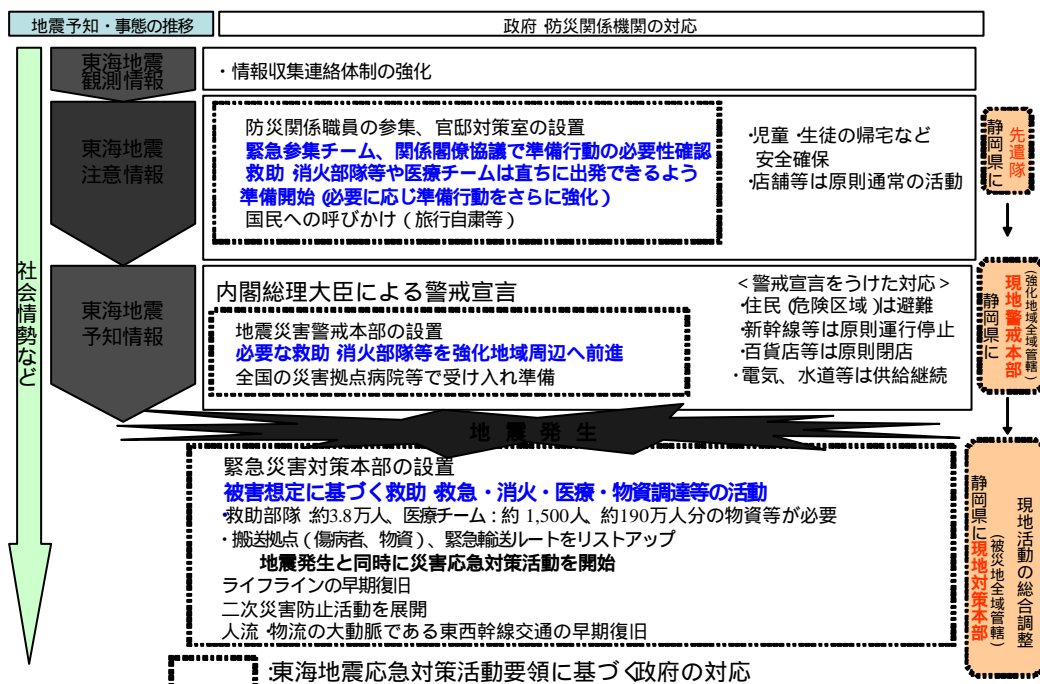 地震予知・事態の推移
政府・防災関係機関の対応
東海地震
観測情報
・情報収集連絡体制の強化
東海地震
注意情報
防災関係職員の参集、官邸対策室の設置
緊急参集チーム、関係閣僚協議で準備行動の必要性確認
救助・消火部隊等や医療チームは直ちに出発できるよう
準備開始(必要に応じ準備行動をさらに強化)
国民への呼びかけ(旅行自粛等)
・児童・生徒の帰宅など
安全確保
・店舗等は原則通常の活動
静岡県に
先遣隊
社会情勢など
東海地震
予知情報
内閣総理大臣による警戒宣言
地震災害警戒本部の設置
必要な救助・消火部隊等を強化地域周辺へ前進
全国の災害拠点病院等で受け入れ準備
<警戒宣言をうけた対応>
・住民(危険区域)は避難
・新幹線等は原則運行停止
・百貨店等は原則閉店
・電気、水道等は供給継続
静岡県に
現地警戒本部
(強化地域全域管轄)
地震発生
緊急災害対策本部の設置
被害想定に基づく救助・救急・消火・医療・物資調達等の活動
・救助部隊:約3.8万人、医療チーム:約1,500人、約190万人分の物資等が必要
・搬送拠点(傷病者、物資)、緊急輸送ルートをリストアップ
地震発生と同時に災害応急対策活動を開始
ライフラインの早期復旧
二次災害防止活動を展開
人流・物流の大動脈である東西幹線交通の早期復旧
静岡県に現地対策本部
(被災地全域管轄)
現地活動の総合調整
:東海地震応急対策活動要領に基づく政府の対応